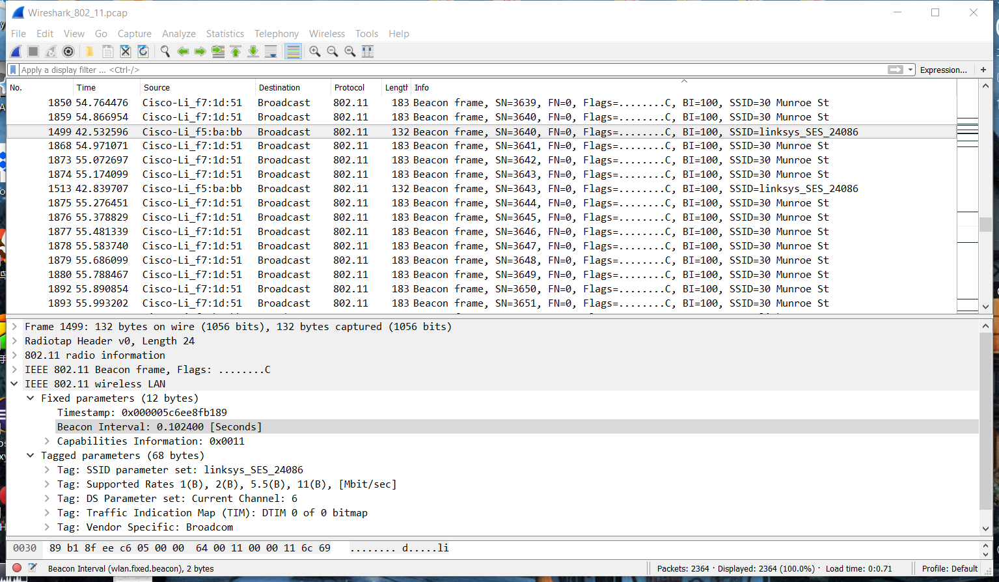 Wireshark_802_11.pcap
File Edit View Go Capture Analyze Statistics Telephony Wireless Tools Help
Apply a display filter ... <Ctrl-/> Expression... +
No. Time Source Destination Protocol Length Info
1850 54.764476 Cisco-Li_f7:1d:51 Broadcast 802.11 183 Beacon frame, SN=3639, FN=0, Flags=........C, BI=100, SSID=30 Munroe St
1859 54.866954 Cisco-Li_f7:1d:51 Broadcast 802.11 183 Beacon frame, SN=3640, FN=0, Flags=........C, BI=100, SSID=30 Munroe St
1499 42.532596 Cisco-Li_f5:ba:bb Broadcast 802.11 132 Beacon frame, SN=3640, FN=0, Flags=........C, BI=100, SSID=linksys_SES_24086
1868 54.971071 Cisco-Li_f7:1d:51 Broadcast 802.11 183 Beacon frame, SN=3641, FN=0, Flags=........C, BI=100, SSID=30 Munroe St
1873 55.072697 Cisco-Li_f7:1d:51 Broadcast 802.11 183 Beacon frame, SN=3642, FN=0, Flags=........C, BI=100, SSID=30 Munroe St
1874 55.174099 Cisco-Li_f7:1d:51 Broadcast 802.11 183 Beacon frame, SN=3643, FN=0, Flags=........C, BI=100, SSID=30 Munroe St
1513 42.839707 Cisco-Li_f5:ba:bb Broadcast 802.11 132 Beacon frame, SN=3643, FN=0, Flags=........C, BI=100, SSID=linksys_SES_24086
1875 55.276451 Cisco-Li_f7:1d:51 Broadcast 802.11 183 Beacon frame, SN=3644, FN=0, Flags=........C, BI=100, SSID=30 Munroe St
1876 55.378829 Cisco-Li_f7:1d:51 Broadcast 802.11 183 Beacon frame, SN=3645, FN=0, Flags=........C, BI=100, SSID=30 Munroe St
1877 55.481339 Cisco-Li_f7:1d:51 Broadcast 802.11 183 Beacon frame, SN=3646, FN=0, Flags=........C, BI=100, SSID=30 Munroe St
1878 55.583740 Cisco-Li_f7:1d:51 Broadcast 802.11 183 Beacon frame, SN=3647, FN=0, Flags=........C, BI=100, SSID=30 Munroe St
1879 55.686099 Cisco-Li_f7:1d:51 Broadcast 802.11 183 Beacon frame, SN=3648, FN=0, Flags=........C, BI=100, SSID=30 Munroe St
1880 55.788467 Cisco-Li_f7:1d:51 Broadcast 802.11 183 Beacon frame, SN=3649, FN=0, Flags=........C, BI=100, SSID=30 Munroe St
1892 55.890854 Cisco-Li_f7:1d:51 Broadcast 802.11 183 Beacon frame, SN=3650, FN=0, Flags=........C, BI=100, SSID=30 Munroe St
1893 55.993202 Cisco-Li_f7:1d:51 Broadcast 802.11 183 Beacon frame, SN=3651, FN=0, Flags=........C, BI=100, SSID=30 Munroe St
Frame 1499: 132 bytes on wire (1056 bits), 132 bytes captured (1056 bits)
Radiotap Header v0, Length 24
802.11 radio information
IEEE 802.11 Beacon frame, Flags: ........C
IEEE 802.11 wireless LAN
Fixed parameters (12 bytes)
Timestamp: 0x000005c6ee8fb189
Beacon Interval: 0.102400 [Seconds]
Capabilities Information: 0x0011
Tagged parameters (68 bytes)
Tag: SSID parameter set: linksys_SES_24086
Tag: Supported Rates 1(B), 2(B), 5.5(B), 11(B), [Mbit/sec]
Tag: DS Parameter set: Current Channel: 6
Tag: Traffic Indication Map (TIM): DTIM 0 of 0 bitmap
Tag: Vendor Specific: Broadcom
0030 89 b1 8f ee c6 05 00 00 64 00 11 00 00 11 6c 69 ........ d.....li
Beacon Interval (wlan.fixed.beacon), 2 bytes Packets: 2364 · Displayed: 2364 (100.0%) · Load time: 0:0.71 Profile: Default